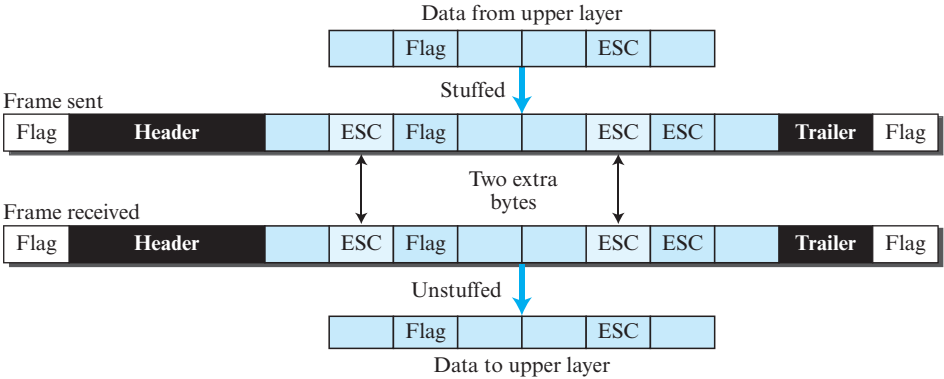 Data from upper layer
Flag ESC
Stuffed
Frame sent
Flag Header ESC Flag ESC ESC Trailer Flag
Two extra
bytes
Frame received
Flag Header ESC Flag ESC ESC Trailer Flag
Unstuffed
Flag ESC
Data to upper layer